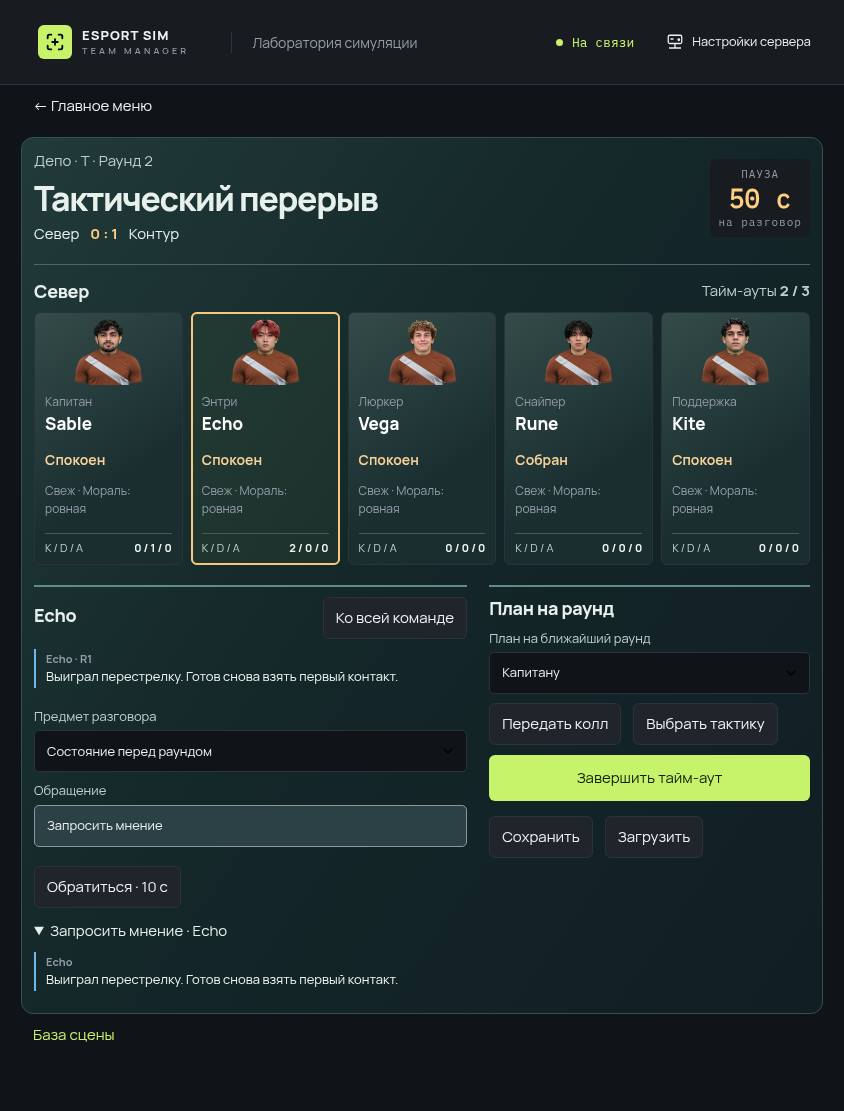 ESPORT SIM
TEAM MANAGER
Лаборатория симуляции
На связи
Настройки сервера
← Главное меню
Депо · T · Раунд 2
Тактический перерыв
Север 0 : 1 Контур
ПАУЗА
50 с
на разговор
Север
Тайм-ауты 2 / 3
Капитан
Sable
Спокоен
Свеж · Мораль:
ровная
K/D/A 0/1/0
Энтри
Echo
Спокоен
Свеж · Мораль:
ровная
K/D/A 2/0/0
Люркер
Vega
Спокоен
Свеж · Мораль:
ровная
K/D/A 0/0/0
Снайпер
Rune
Собран
Свеж · Мораль:
ровная
K/D/A 0/0/0
Поддержка
Kite
Спокоен
Свеж · Мораль:
ровная
K/D/A 0/0/0
Echo
Ко всей команде
Echo · R1
Выиграл перестрелку. Готов снова взять первый контакт.
Предмет разговора
Состояние перед раундом
Обращение
Запросить мнение
Обратиться · 10 с
▼ Запросить мнение · Echo
Echo
Выиграл перестрелку. Готов снова взять первый контакт.
План на раунд
План на ближайший раунд
Капитану
Передать колл
Выбрать тактику
Завершить тайм-аут
Сохранить
Загрузить
База сцены